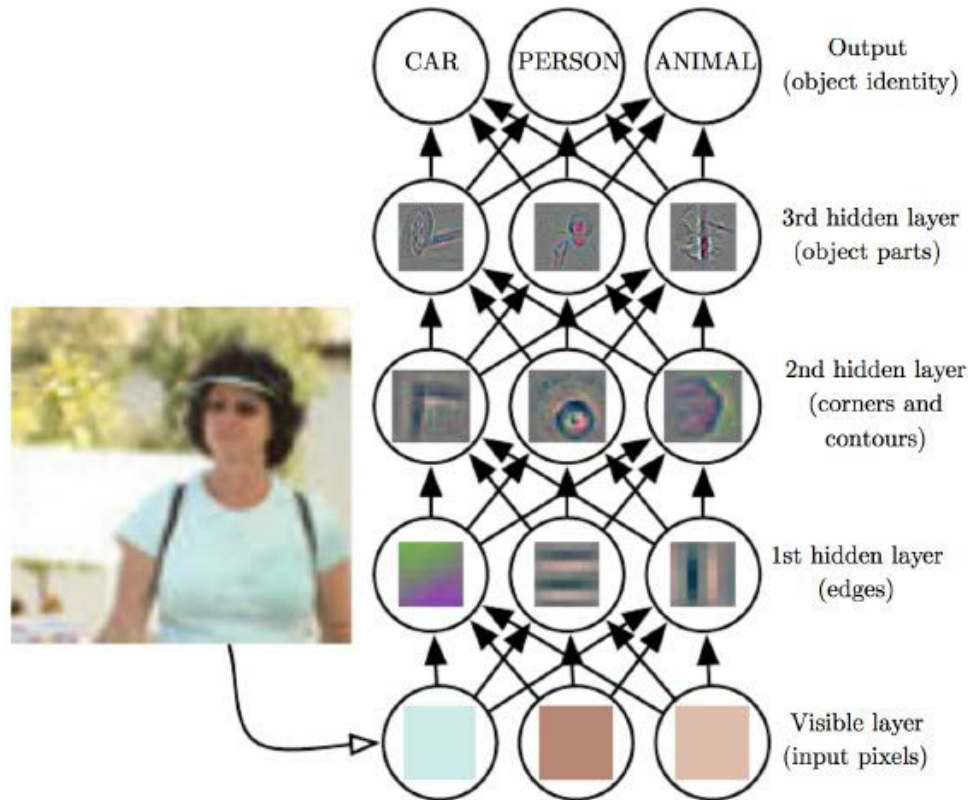 CAR
PERSON
ANIMAL
Output
(object identity)
3rd hidden layer
(object parts)
2nd hidden layer
(corners and
contours)
1st hidden layer
(edges)
Visible layer
(input pixels)